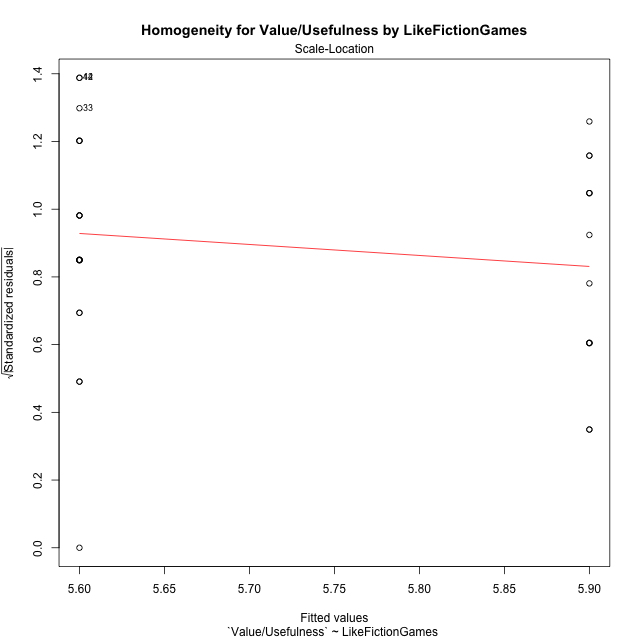 Homogeneity for Value/Usefulness by LikeFictionGames
Scale-Location
1.4
1.2
1.0
0.8
0.6
0.4
0.2
0.0
√|Standardized residuals|
33
5.60 5.65 5.70 5.75 5.80 5.85 5.90
Fitted values
`Value/Usefulness` ~ LikeFictionGames